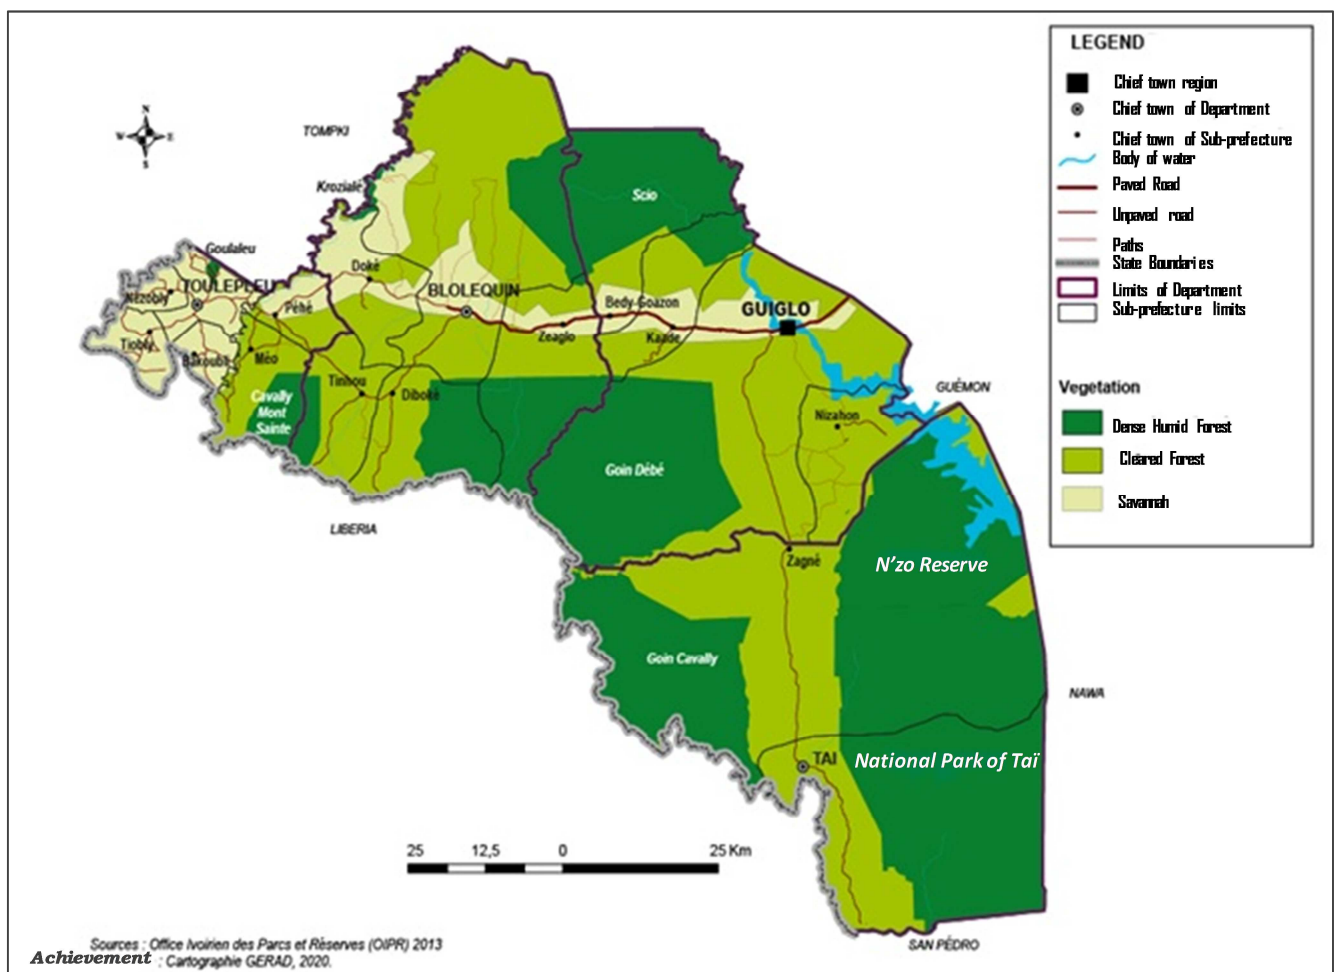 LEGEND
Chief town region
Chief town of Department
Chief town of Sub-prefecture
Body of water
Paved Road
Unpaved road
Paths
State Boundaries
Limits of Department
Sub-prefecture limits
Vegetation
Dense Humid Forest
Cleared Forest
Savannah
N
W E
S
TOMPKI
Krozialé
Scio
Goulaleu
Doké
TOULEPLEU
Nézobly
BLOLEQUIN
Péhé
Bedy-Goazon
GUIGLO
Zeaglo
Kaade
Tiobly
Bakouba
Méo
Tinhou
Diboké
GUÉMON
Cavally
Mont
Sainte
Nizahon
Goin Débé
LIBERIA
Zagné
N'zo Reserve
Goin Cavally
NAWA
TAI
National Park of Taï
25 12,5 0 25 Km
SAN PÉDRO
Sources : Office Ivoirien des Parcs et Réserves (OIPR) 2013
Achievement : Cartographie GERAD, 2020.